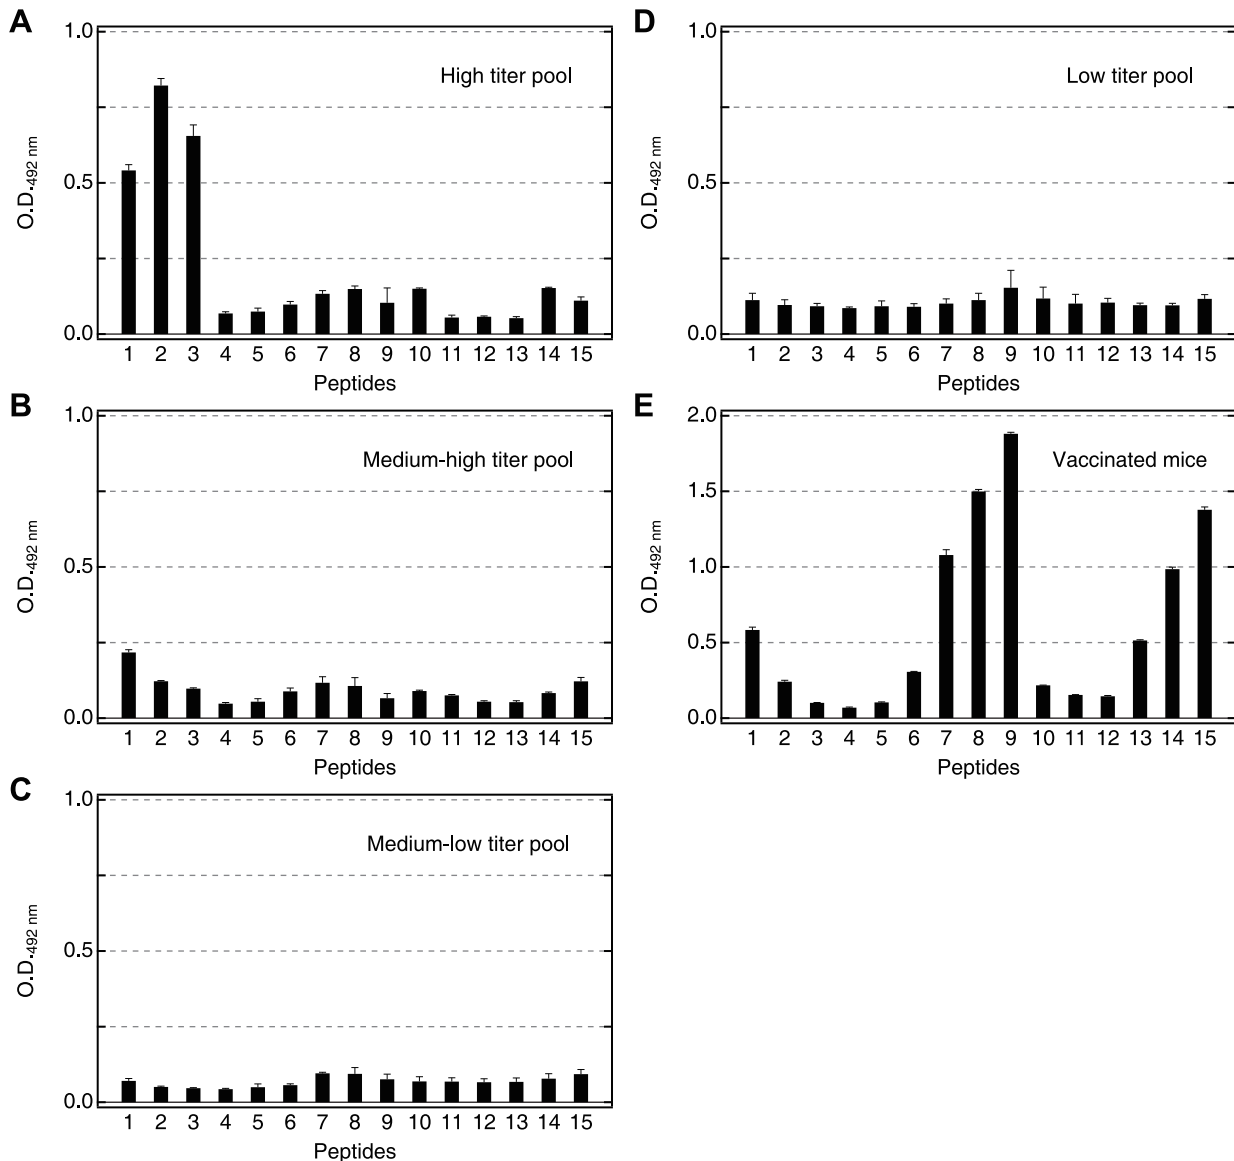 A
1.0
High titer pool
0.5
O.D.492 nm
0.0
1 2 3 4 5 6 7 8 9 10 11 12 13 14 15
Peptides
B
1.0
Medium-high titer pool
0.5
O.D.492 nm
0.0
1 2 3 4 5 6 7 8 9 10 11 12 13 14 15
Peptides
C
1.0
Medium-low titer pool
0.5
O.D.492 nm
0.0
1 2 3 4 5 6 7 8 9 10 11 12 13 14 15
Peptides
D
1.0
Low titer pool
0.5
O.D.492 nm
0.0
1 2 3 4 5 6 7 8 9 10 11 12 13 14 15
Peptides
E
2.0
Vaccinated mice
1.5
1.0
O.D.492 nm
0.5
0.0
1 2 3 4 5 6 7 8 9 10 11 12 13 14 15
Peptides